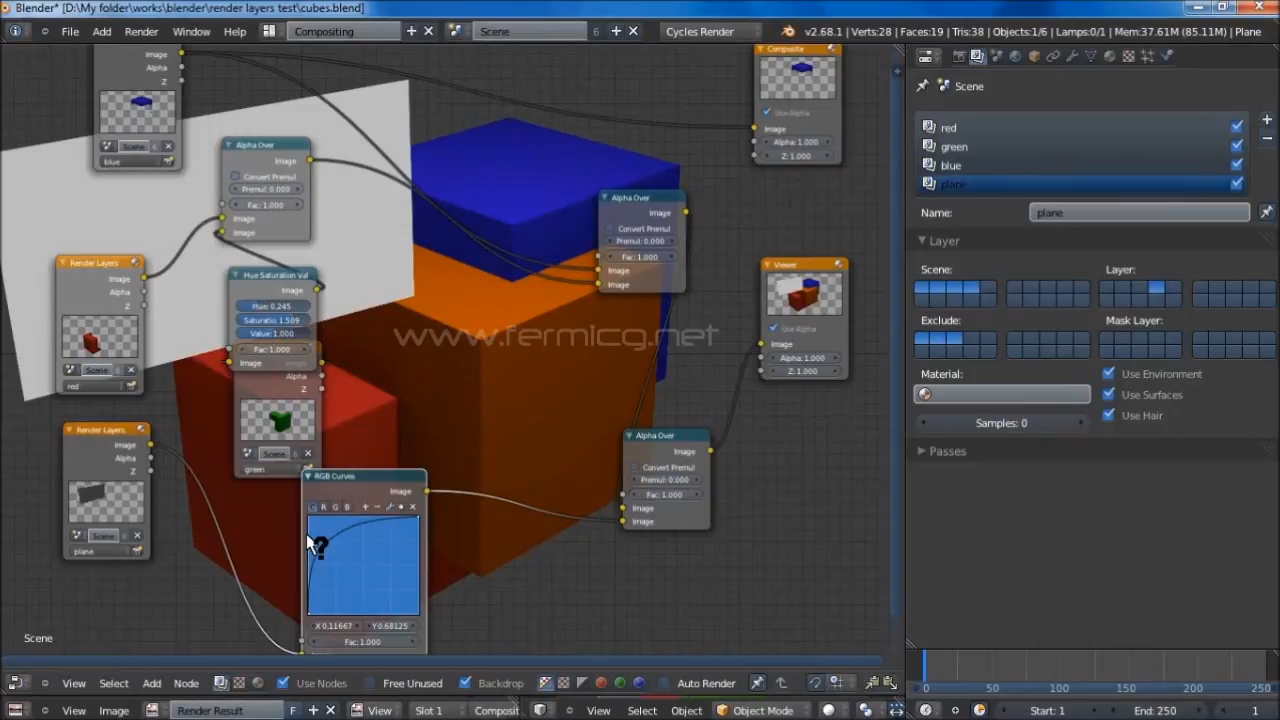 Blender* [D:\My folder\works\blender\render layers test\cubes.blend]
File Add Render Window Help Compositing Scene 6 Cycles Render v2.68.1 | Verts:28 | Faces:19 | Tris:38 | Objects:1/6 | Lamps:0/1 | Mem:37.61M (85.11M) | Plane
Image
Alpha
Z
Scene
blue
Alpha Over
Image
Convert Premul
Premul: 0.000
Fac: 1.000
Image
Image
Render Layers
Image
Alpha
Z
Scene
red
Hue Saturation Val
Image
Hue: 0.245
Saturatio: 1.509
Value: 1.000
Fac: 1.000
Image
Alpha
Z
Scene
green
Render Layers
Image
Alpha
Z
Scene
plane
RGB Curves
Image
C R G B
X 0.11667 Y 0.68125
Fac: 1.000
Alpha Over
Image
Convert Premul
Premul: 0.000
Fac: 1.000
Image
Image
Alpha Over
Image
Convert Premul
Premul: 0.000
Fac: 1.000
Image
Image
Composite
Use Alpha
Image
Alpha: 1.000
Z: 1.000
Viewer
Use Alpha
Image
Alpha: 1.000
Z: 1.000
www.fermicg.net
Scene
Scene
red
green
blue
plane
Name: plane
Layer
Scene: Layer:
Exclude: Mask Layer:
Material: Use Environment
Use Surfaces
Samples: 0 Use Hair
Passes
View Select Add Node Use Nodes Free Unused Backdrop Auto Render
0 50 100 150 200 250
View Image Render Result F View Slot 1 Composit View Select Object Object Mode Start: 1 End: 250 1